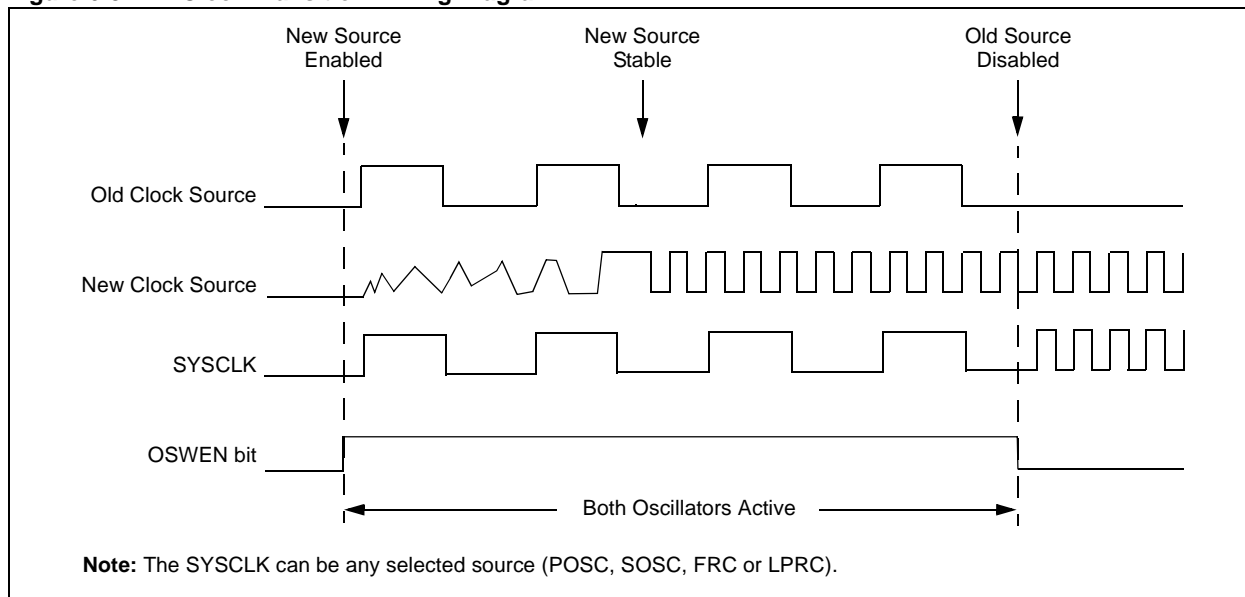 New Source
Enabled
New Source
Stable
Old Source
Disabled
Old Clock Source
New Clock Source
SYSCLK
OSWEN bit
Both Oscillators Active
Note: The SYSCLK can be any selected source (POSC, SOSC, FRC or LPRC).